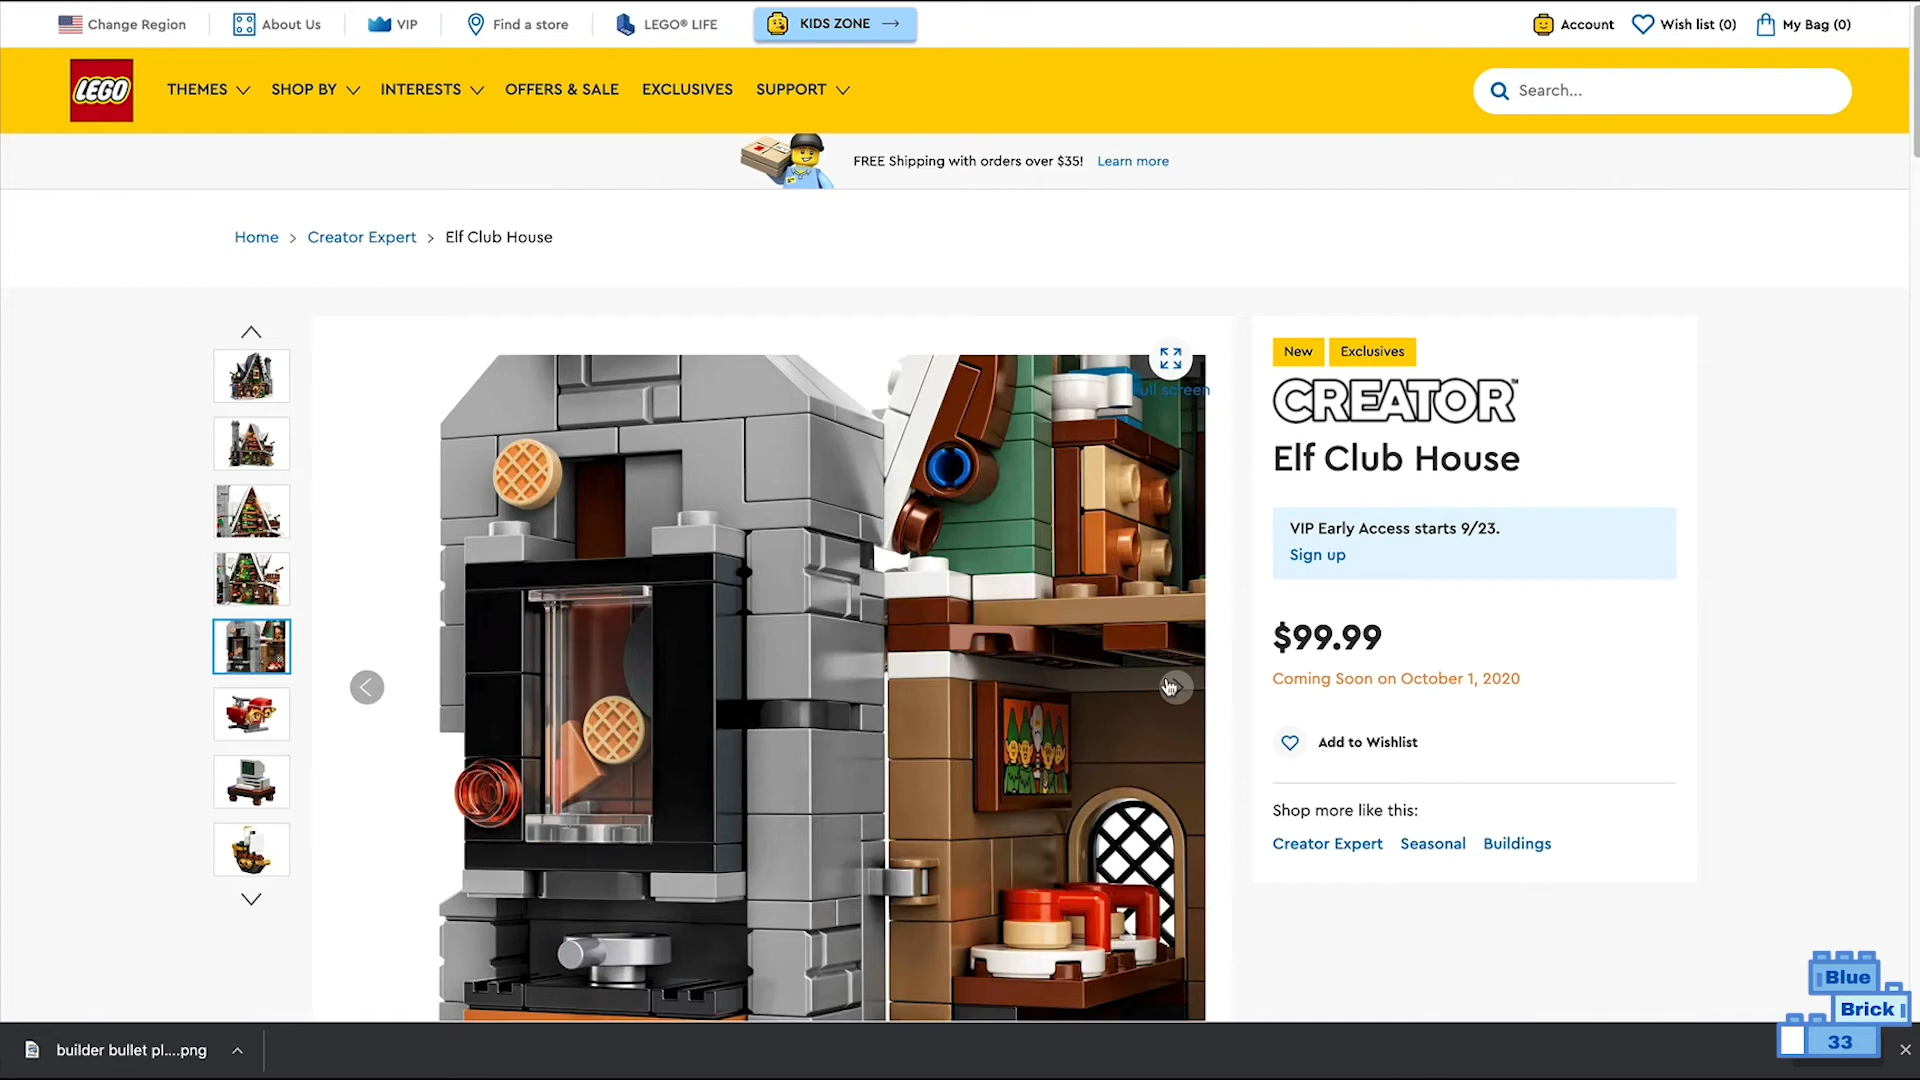 Change Region
About Us
VIP
Find a store
LEGO® LIFE
KIDS ZONE
Account
Wish list (0)
My Bag (0)
LEGO
THEMES
SHOP BY
INTERESTS
OFFERS & SALE
EXCLUSIVES
SUPPORT
Search...
FREE Shipping with orders over $35! Learn more
Home > Creator Expert > Elf Club House
Full screen
New
Exclusives
CREATOR™
Elf Club House
VIP Early Access starts 9/23.
Sign up
$99.99
Coming Soon on October 1, 2020
Add to Wishlist
Shop more like this:
Creator Expert
Seasonal
Buildings
Blue
Brick
33
builder bullet pl....png